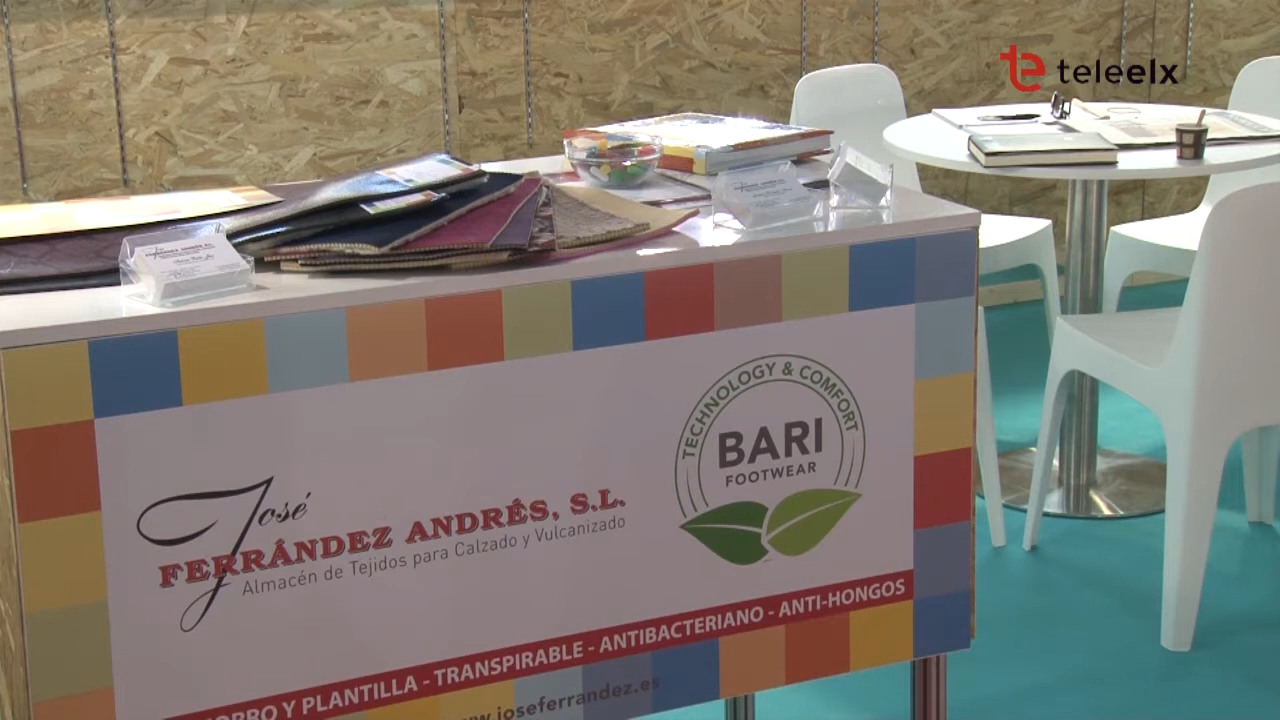 teleelx
TECHNOLOGY & COMFORT
BARI
FOOTWEAR
José
FERRÁNDEZ ANDRÉS, S.L.
Almacén de Tejidos para Calzado y Vulcanizado
Y PLANTILLA - TRANSPIRABLE - ANTIBACTERIANO - ANTI-HONGOS
www.joseferrandez.es